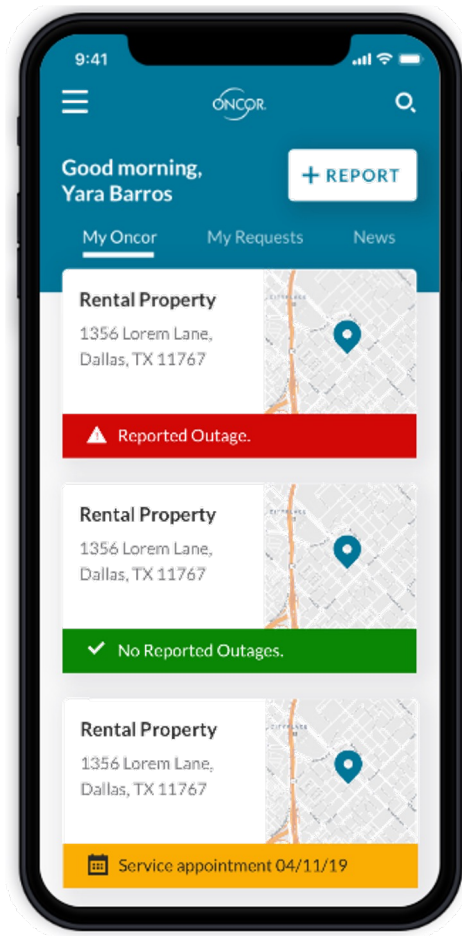 9:41
ONCOR
Good morning,
Yara Barros
+ REPORT
My Oncor My Requests News
Rental Property
1356 Lorem Lane,
Dallas, TX 11767
Reported Outage.
Rental Property
1356 Lorem Lane,
Dallas, TX 11767
No Reported Outages.
Rental Property
1356 Lorem Lane,
Dallas, TX 11767
Service appointment 04/11/19